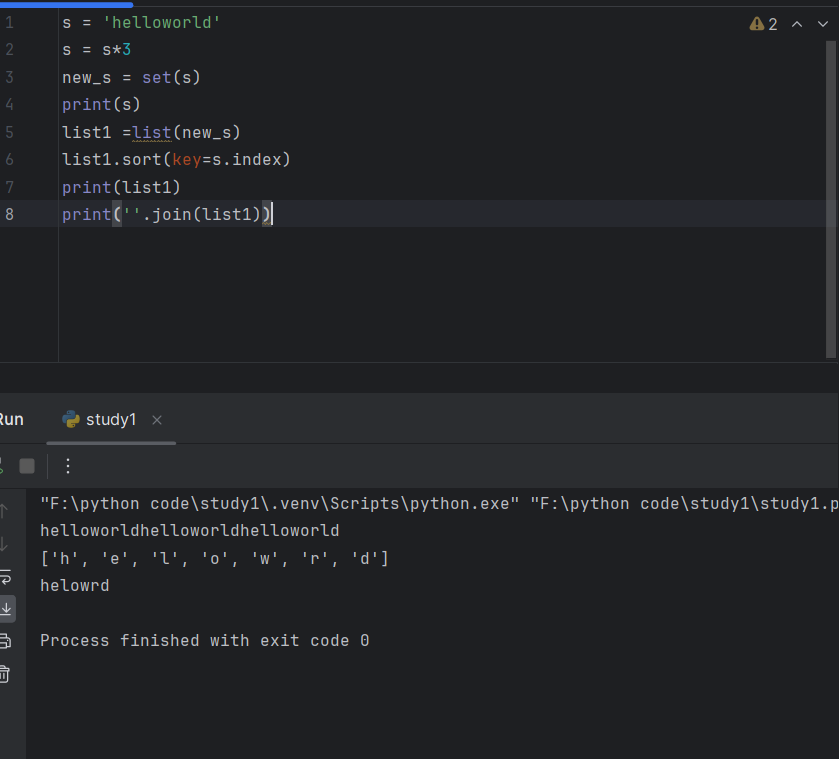 1 s = 'helloworld' 2
2 s = s*3
3 new_s = set(s)
4 print(s)
5 list1 =list(new_s)
6 list1.sort(key=s.index)
7 print(list1)
8 print(''.join(list1))
Run study1
"F:\python code\study1\.venv\Scripts\python.exe" "F:\python code\study1\study1.p
helloworldhelloworldhelloworld
['h', 'e', 'l', 'o', 'w', 'r', 'd']
helowrd
Process finished with exit code 0